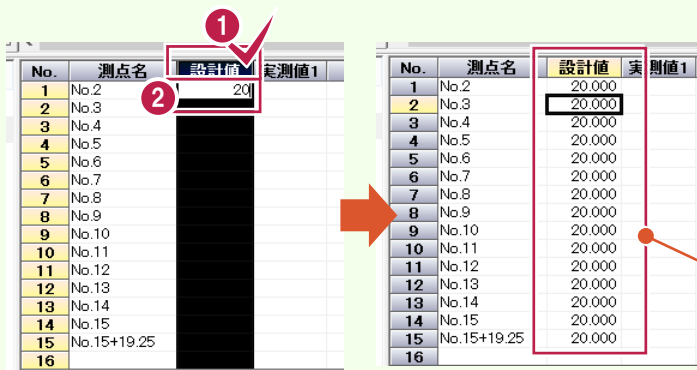 1
2
No. 測点名 設計値 実測値1
1 No.2 20
2 No.3
3 No.4
4 No.5
5 No.6
6 No.7
7 No.8
8 No.9
9 No.10
10 No.11
11 No.12
12 No.13
13 No.14
14 No.15
15 No.15+19.25
16
No. 測点名 設計値 実測値1
1 No.2 20.000
2 No.3 20.000
3 No.4 20.000
4 No.5 20.000
5 No.6 20.000
6 No.7 20.000
7 No.8 20.000
8 No.9 20.000
9 No.10 20.000
10 No.11 20.000
11 No.12 20.000
12 No.13 20.000
13 No.14 20.000
14 No.15 20.000
15 No.15+19.25 20.000
16